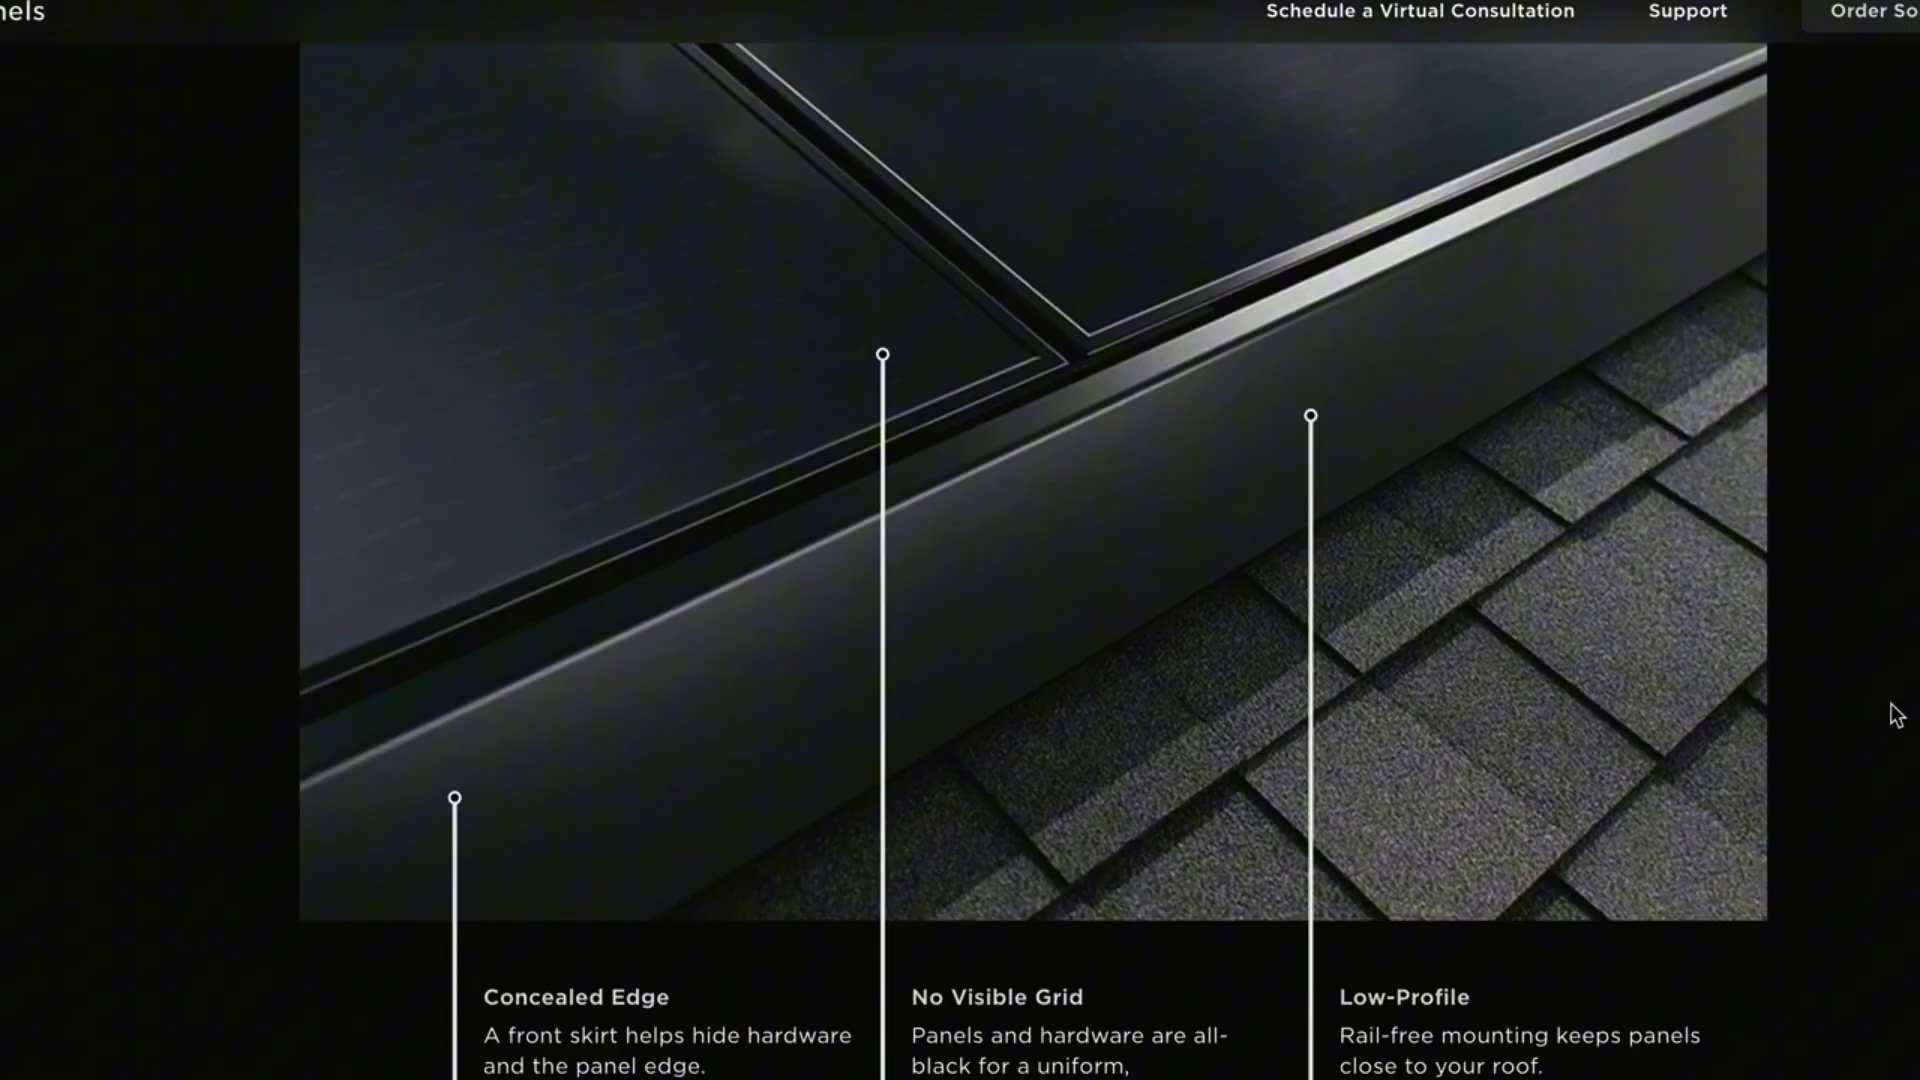 nels
Schedule a Virtual Consultation
Support
Order So
Concealed Edge
A front skirt helps hide hardware
and the panel edge.
No Visible Grid
Panels and hardware are all-
black for a uniform,
Low-Profile
Rail-free mounting keeps panels
close to your roof.